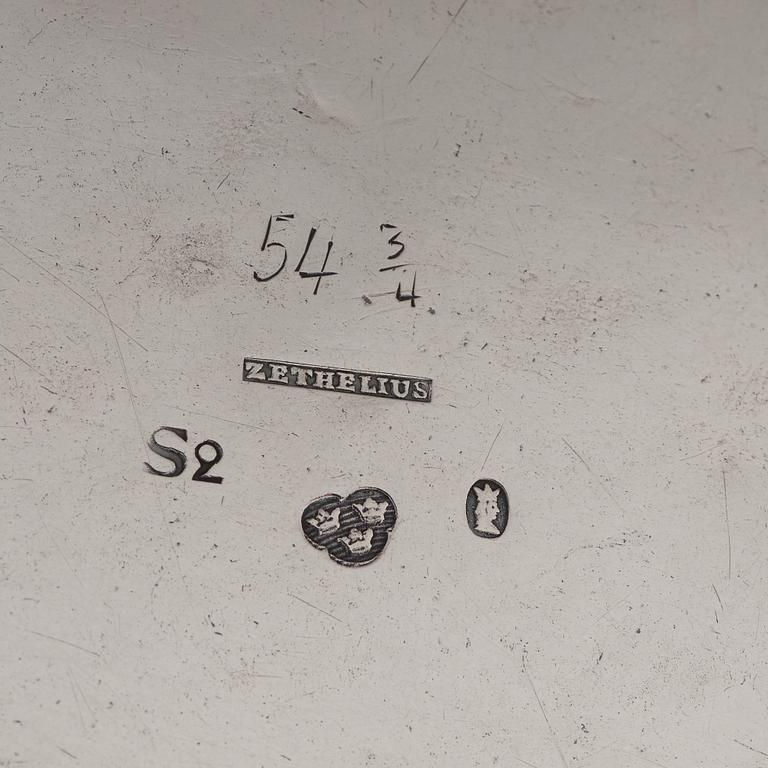 54 3/4.
ZETHELIUS
S2